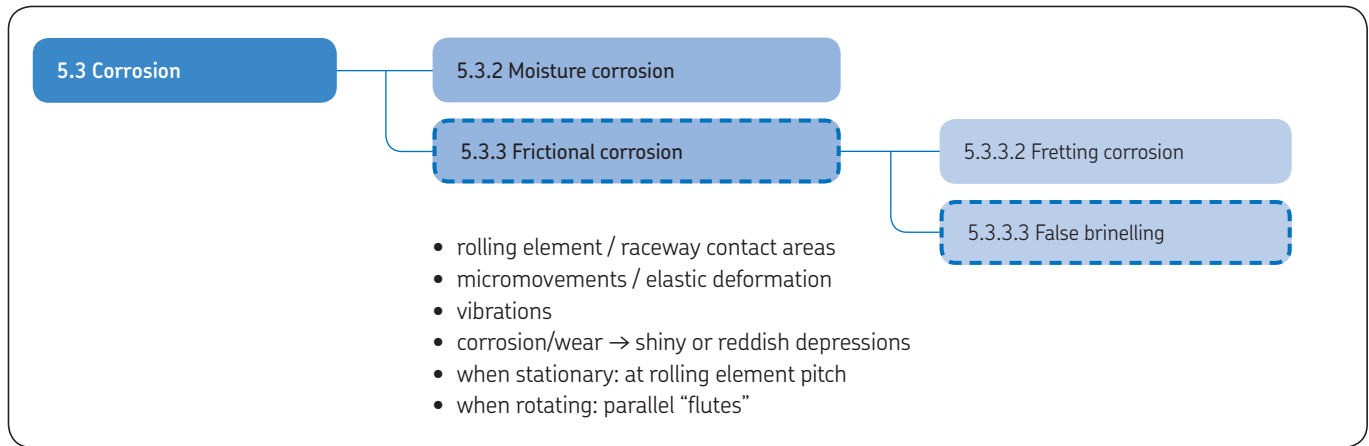 5.3 Corrosion
5.3.2 Moisture corrosion
5.3.3 Frictional corrosion
5.3.3.2 Fretting corrosion
5.3.3.3 False brinelling
• rolling element / raceway contact areas
• micromovements / elastic deformation
• vibrations
• corrosion/wear → shiny or reddish depressions
• when stationary: at rolling element pitch
• when rotating: parallel “flutes”